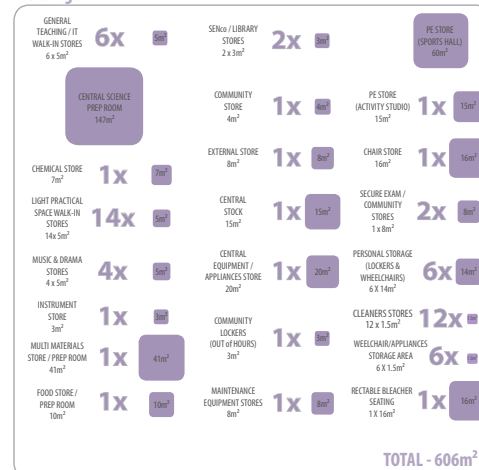 GENERAL
TEACHING / IT
WALK-IN STORES
6 x 5m²
6x
5m²
CENTRAL SCIENCE
PREP ROOM
147m²
CHEMICAL STORE
7m²
1x
7m²
LIGHT PRACTICAL
SPACE WALK-IN
STORES
14x 5m²
14x
5m²
MUSIC & DRAMA
STORES
4 x 5m²
4x
5m²
INSTRUMENT
STORE
3m²
1x
3m²
MULTI MATERIALS
STORE / PREP ROOM
41m²
1x
41m²
FOOD STORE /
PREP ROOM
10m²
1x
10m²
SENco / LIBRARY
STORES
2 x 3m²
2x
3m²
COMMUNITY
STORE
4m²
1x
4m²
EXTERNAL STORE
8m²
1x
8m²
CENTRAL
STOCK
15m²
1x
15m²
CENTRAL
EQUIPMENT /
APPLIANCES STORE
20m²
1x
20m²
COMMUNITY
LOCKERS
(OUT of HOURS)
3m²
1x
3m²
MAINTENANCE
EQUIPMENT STORES
8m²
1x
8m²
PE STORE
(SPORTS HALL)
60m²
PE STORE
(ACTIVITY STUDIO)
15m²
1x
15m²
CHAIR STORE
16m²
1x
16m²
SECURE EXAM /
COMMUNITY
STORES
1 x 8m²
2x
8m²
PERSONAL STORAGE
(LOCKERS &
WHEELCHAIRS)
6 X 14m²
6x
14m²
CLEANERS STORES
12 x 1.5m²
12x
WEELCHAIR/APPLIANCES
STORAGE AREA
6 X 1.5m²
6x
RECTABLE BLEACHER
SEATING
1 X 16m²
1x
16m²
TOTAL - 606m²